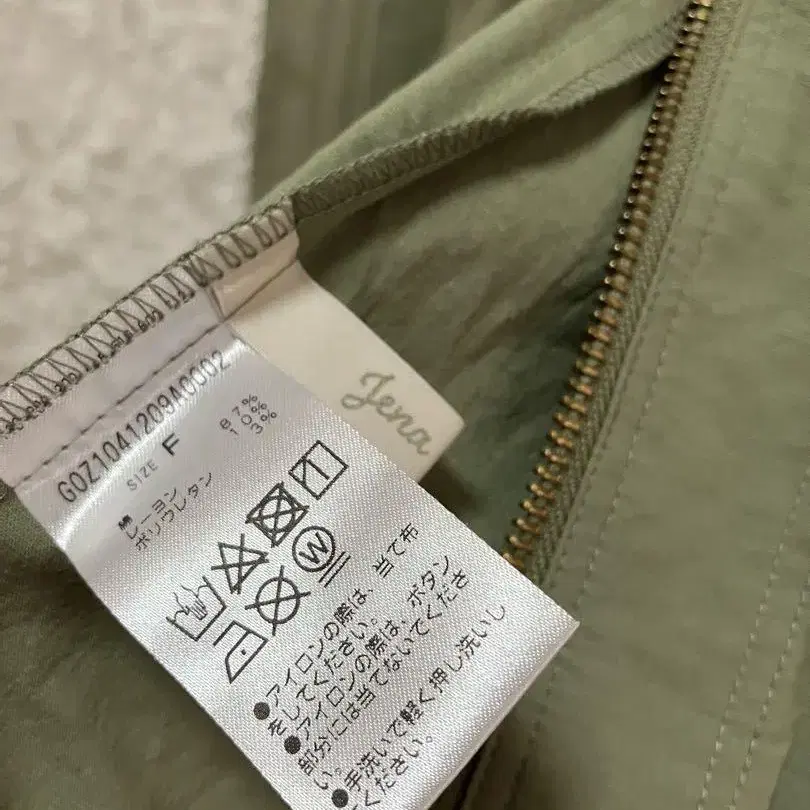 Jena
GOZ1041209A0002
SIZE F
綿 87%
レーヨン 10%
ポリウレタン 3%
W
●アイロンの際は、当て布
をしてください。
●アイロンの際は、ボタン
部分には当てないでくださ
い。
●手洗いで軽く押し洗いし
てください。